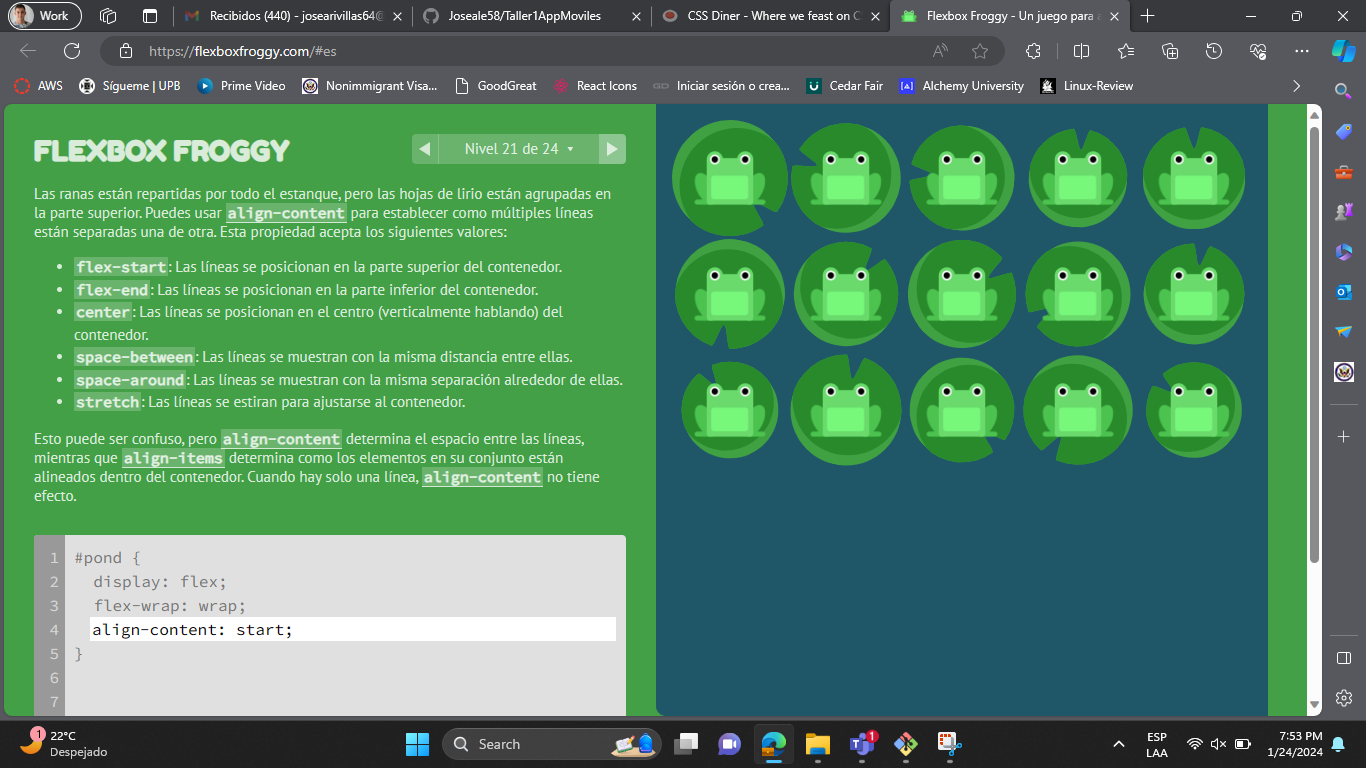 Work
Recibidos (440) - josearivillas64@
Joseale58/Taller1AppMoviles
CSS Diner - Where we feast on C
Flexbox Froggy - Un juego para a
https://flexboxfroggy.com/#es
AWS
Sígueme | UPB
Prime Video
Nonimmigrant Visa...
GoodGreat
React Icons
Iniciar sesión o crea...
Cedar Fair
Alchemy University
Linux-Review
FLEXBOX FROGGY
Nivel 21 de 24
Las ranas están repartidas por todo el estanque, pero las hojas de lirio están agrupadas en
la parte superior. Puedes usar align-content para establecer como múltiples líneas
están separadas una de otra. Esta propiedad acepta los siguientes valores:
• flex-start: Las líneas se posicionan en la parte superior del contenedor.
• flex-end: Las líneas se posicionan en la parte inferior del contenedor.
• center: Las líneas se posicionan en el centro (verticalmente hablando) del
contenedor.
• space-between: Las líneas se muestran con la misma distancia entre ellas.
• space-around: Las líneas se muestran con la misma separación alrededor de ellas.
• stretch: Las líneas se estiran para ajustarse al contenedor.
Esto puede ser confuso, pero align-content determina el espacio entre las líneas,
mientras que align-items determina como los elementos en su conjunto están
alineados dentro del contenedor. Cuando hay solo una línea, align-content no tiene
efecto.
1 #pond {
2 display: flex;
3 flex-wrap: wrap;
4 align-content: start;
5 }
6
7
1
22°C
Despejado
Search
1
ESP
LAA
7:53 PM
1/24/2024